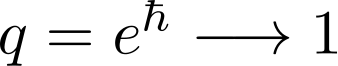 q = e^ℏ ⟶ 1